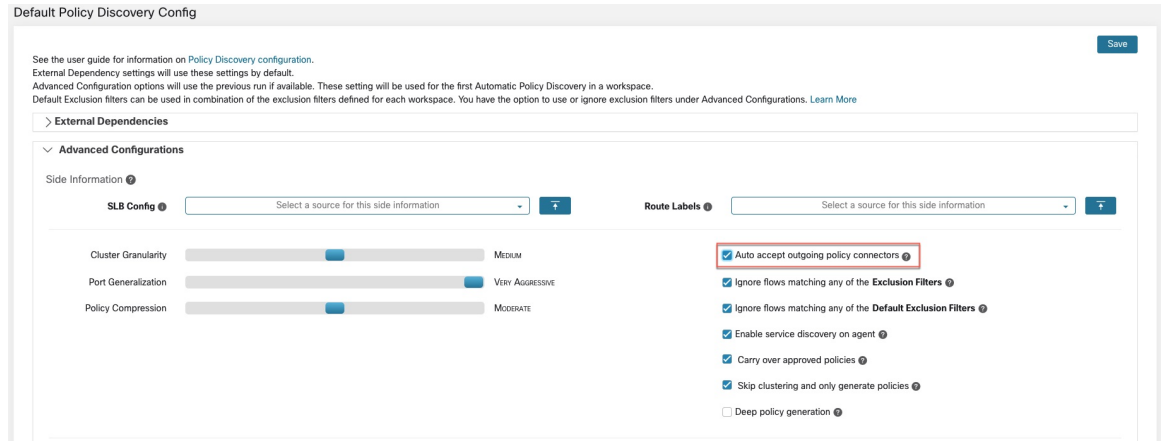 Default Policy Discovery Config
Save
See the user guide for information on Policy Discovery configuration.
External Dependency settings will use these settings by default.
Advanced Configuration options will use the previous run if available. These setting will be used for the first Automatic Policy Discovery in a workspace.
Default Exclusion filters can be used in combination of the exclusion filters defined for each workspace. You have the option to use or ignore exclusion filters under Advanced Configurations. Learn More
External Dependencies
Advanced Configurations
Side Information
SLB Config Select a source for this side information
Route Labels Select a source for this side information
Cluster Granularity MEDIUM
Port Generalization VERY AGGRESSIVE
Policy Compression MODERATE
Auto accept outgoing policy connectors
Ignore flows matching any of the Exclusion Filters
Ignore flows matching any of the Default Exclusion Filters
Enable service discovery on agent
Carry over approved policies
Skip clustering and only generate policies
Deep policy generation